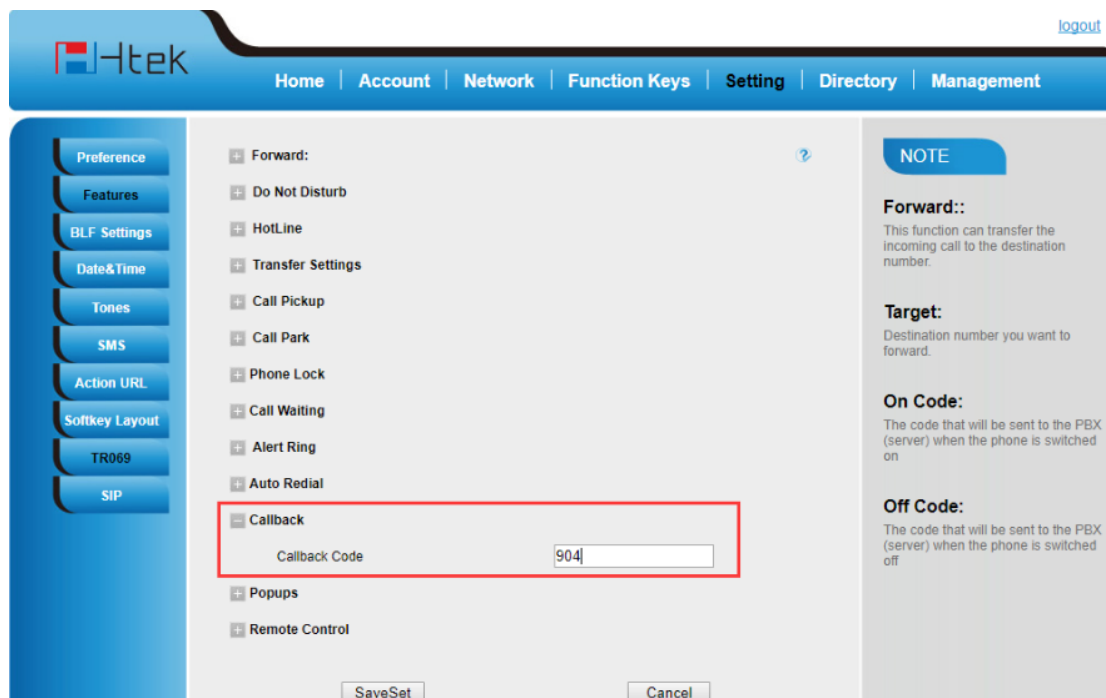 logout
Htek
Home Account Network Function Keys Setting Directory Management
Preference
Features
BLF Settings
Date&Time
Tones
SMS
Action URL
Softkey Layout
TR069
SIP
Forward:
Do Not Disturb
HotLine
Transfer Settings
Call Pickup
Call Park
Phone Lock
Call Waiting
Alert Ring
Auto Redial
Callback
Callback Code 904
Popups
Remote Control
SaveSet Cancel
NOTE
Forward::
This function can transfer the
incoming call to the destination
number.
Target:
Destination number you want to
forward.
On Code:
The code that will be sent to the PBX
(server) when the phone is switched
on
Off Code:
The code that will be sent to the PBX
(server) when the phone is switched
off